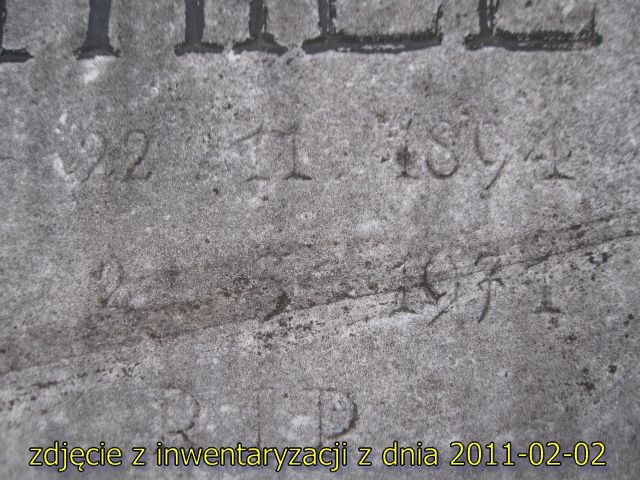 22 11 1894
2 5 1971
R I P
zdjęcie z inwentaryzacji z dnia 2011-02-02